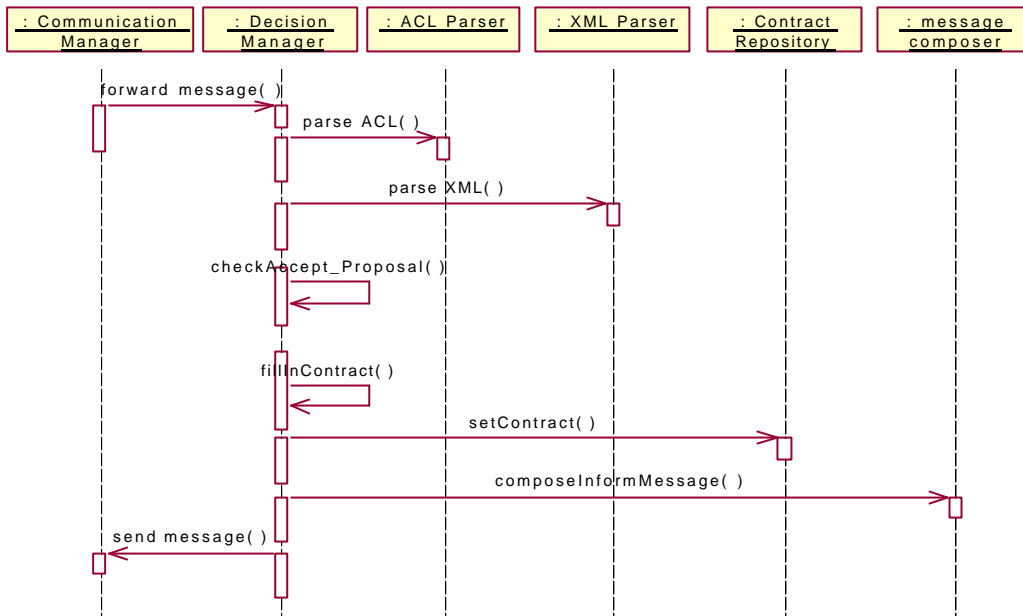 : Communication
Manager
: Decision
Manager
: ACL Parser
: XML Parser
: Contract
Repository
: message
composer
forward message( )
parse ACL( )
parse XML( )
checkAccept_Proposal( )
fillInContract( )
setContract( )
composeInformMessage( )
send message( )